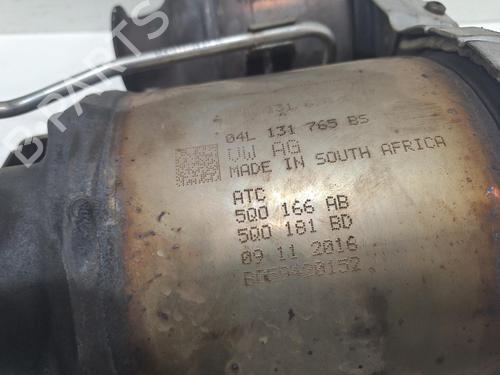 B PARTS
04L 131 765 BS
VW AG
MADE IN SOUTH AFRICA
ATC
5Q0 166 AB
5Q0 181 BD
09 11 2016